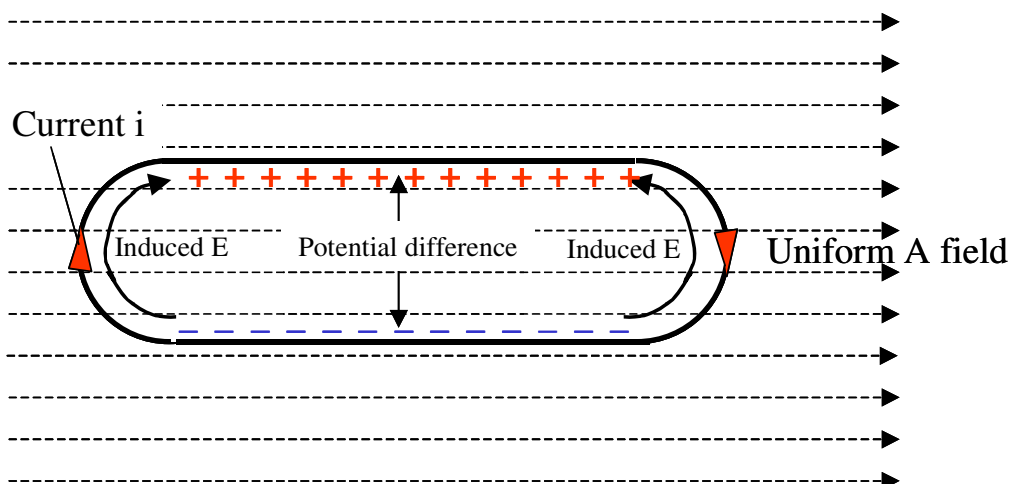 Current i
+ + + + + + + + + + + + +
Induced E
Potential difference
Induced E
Uniform A field
− − − − − − − − − − − − −